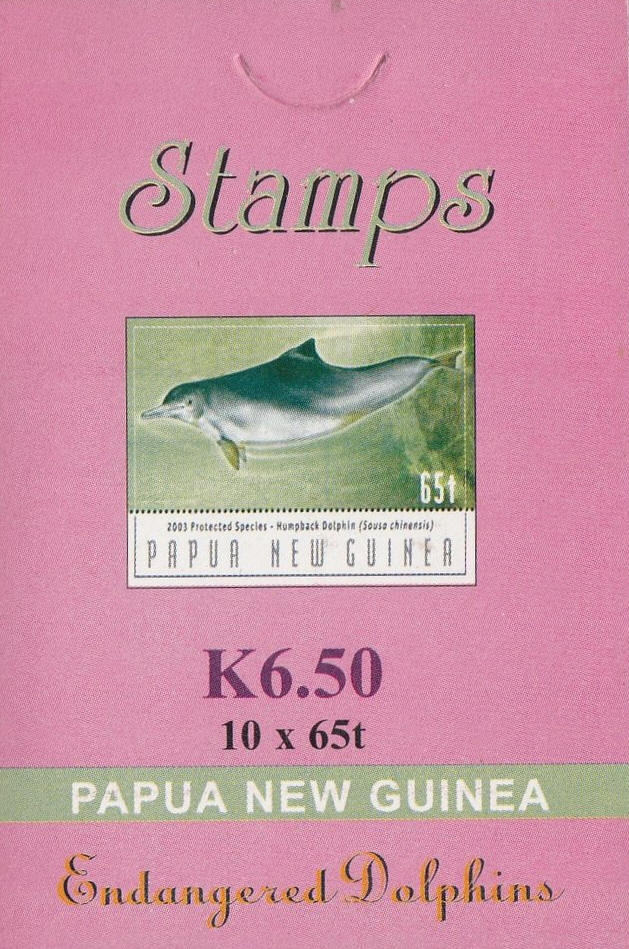 Stamps
65t
2003 Protected Species - Humpback Dolphin (Sousa chinensis)
PAPUA NEW GUINEA
K6.50
10 x 65t
PAPUA NEW GUINEA
Endangered Dolphins